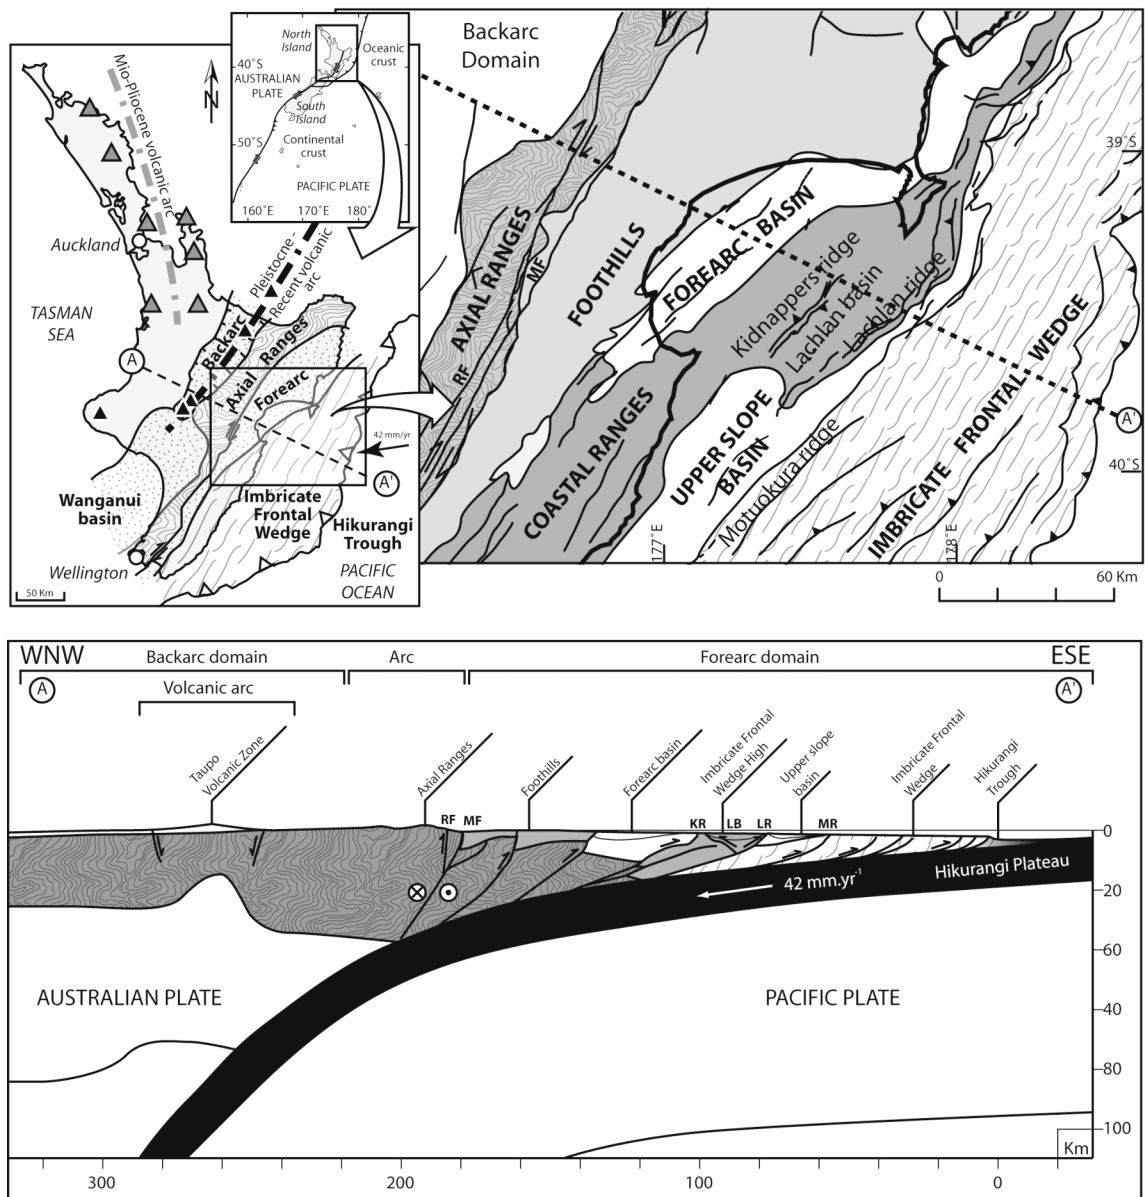 North
Island
Oceanic
crust
40°S
AUSTRALIAN
PLATE
South
Island
50°S
Continental
crust
PACIFIC PLATE
160°E
170°E
180°
N
Mio-Pliocene volcanic arc
Auckland
TASMAN
SEA
Pleistocne-
Recent volcanic
arc
Backarc
Axial Ranges
Forearc
A
42 mm/yr
A'
Wanganui
basin
Imbricate
Frontal
Wedge
Hikurangi
Trough
Wellington
PACIFIC
OCEAN
50 Km
Backarc
Domain
39°S
AXIAL RANGES
MF
RF
FOOTHILLS
FOREARC BASIN
Kidnappers ridge
Lachlan basin
Lachlan ridge
COASTAL RANGES
UPPER SLOPE
BASIN
Motuokura ridge
IMBRICATE FRONTAL WEDGE
A'
40°S
177°E
178°E
0
60 Km
WNW
ESE
Backarc domain
Arc
Forearc domain
A
A'
Volcanic arc
Taupo
Volcanic Zone
Axial Ranges
Foothills
Forearc basin
Imbricate Frontal
Wedge High
Upper slope
basin
Imbricate Frontal
Wedge
Hikurangi
Trough
RF MF KR LB LR MR
0
Hikurangi Plateau
42 mm.yr-1
20
60
AUSTRALIAN PLATE
PACIFIC PLATE
40
80
100
Km
300
200
100
0